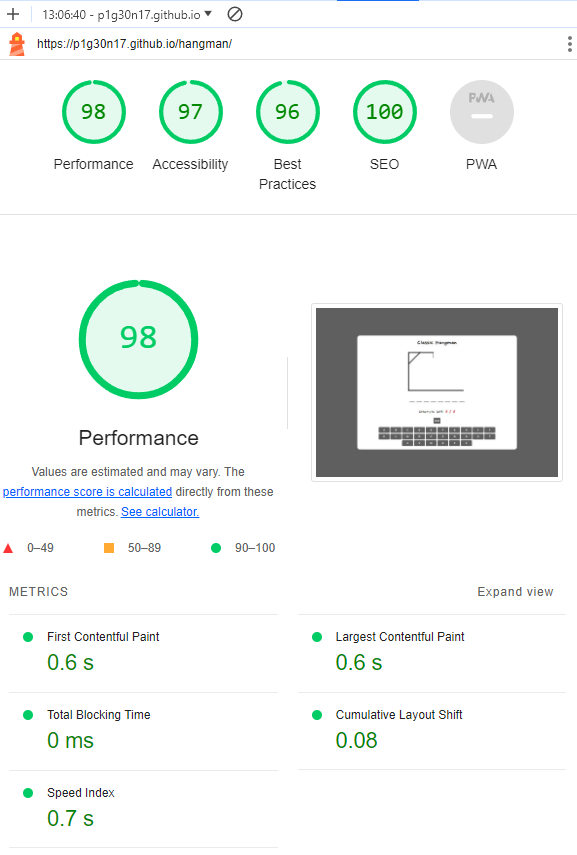 13:06:40 - p1g30n17.github.io
https://p1g30n17.github.io/hangman/
98
97
96
100
PWA
Performance
Accessibility
Best
Practices
SEO
PWA
98
Performance
Values are estimated and may vary. The
performance score is calculated directly from these
metrics. See calculator.
0–49
50–89
90–100
Classic Hangman
METRICS
Expand view
First Contentful Paint
0.6 s
Largest Contentful Paint
0.6 s
Total Blocking Time
0 ms
Cumulative Layout Shift
0.08
Speed Index
0.7 s